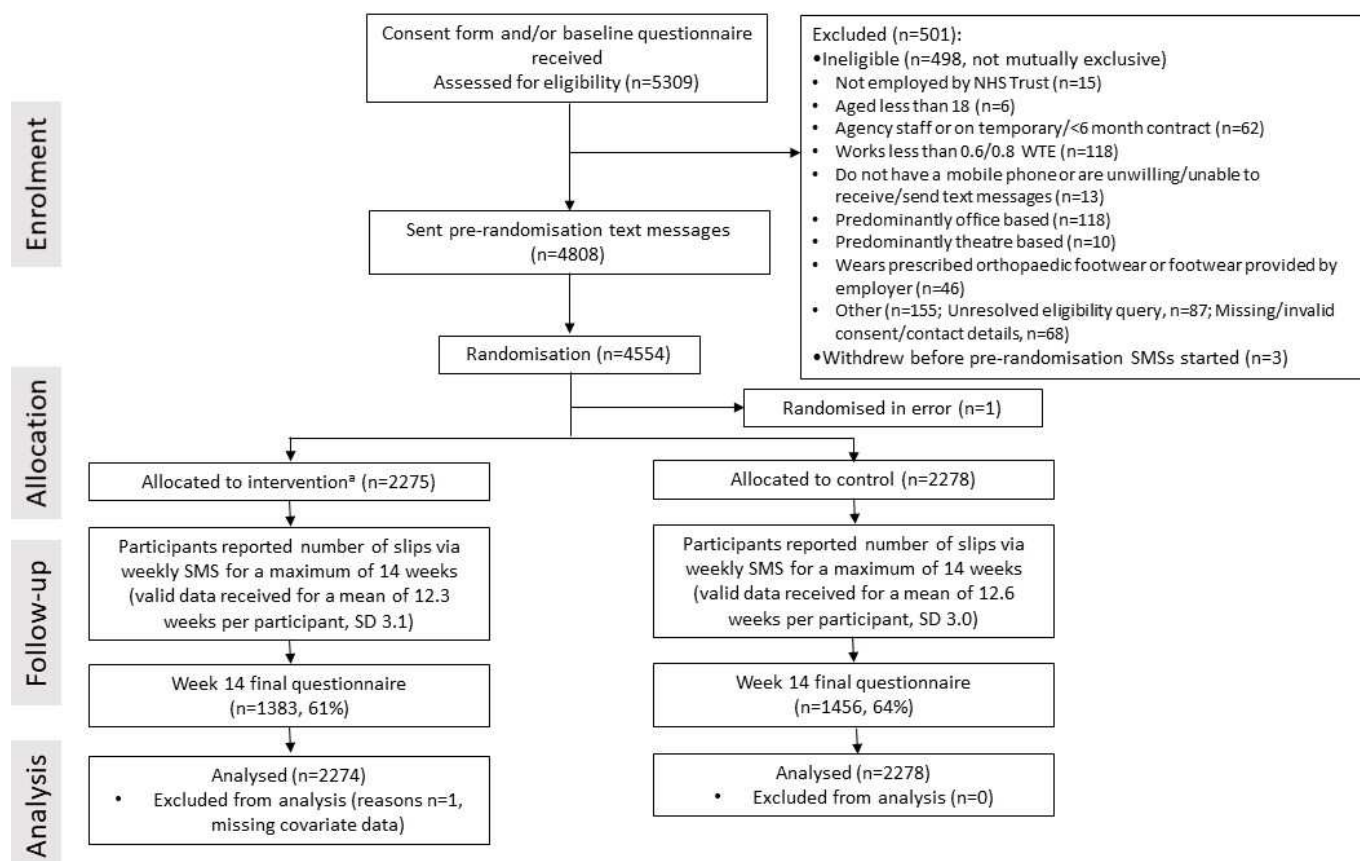 Enrolment
Consent form and/or baseline questionnaire
received
Assessed for eligibility (n=5309)
Excluded (n=501):
•Ineligible (n=498, not mutually exclusive)
• Not employed by NHS Trust (n=15)
• Aged less than 18 (n=6)
• Agency staff or on temporary/<6 month contract (n=62)
• Works less than 0.6/0.8 WTE (n=118)
• Do not have a mobile phone or are unwilling/unable to
receive/send text messages (n=13)
• Predominantly office based (n=118)
• Predominantly theatre based (n=10)
• Wears prescribed orthopaedic footwear or footwear provided by
employer (n=46)
• Other (n=155; Unresolved eligibility query, n=87; Missing/invalid
consent/contact details, n=68)
•Withdrew before pre-randomisation SMSs started (n=3)
Sent pre-randomisation text messages
(n=4808)
Randomisation (n=4554)
Randomised in error (n=1)
Allocation
Allocated to interventionª (n=2275)
Allocated to control (n=2278)
Follow-up
Participants reported number of slips via
weekly SMS for a maximum of 14 weeks
(valid data received for a mean of 12.3
weeks per participant, SD 3.1)
Participants reported number of slips via
weekly SMS for a maximum of 14 weeks
(valid data received for a mean of 12.6
weeks per participant, SD 3.0)
Week 14 final questionnaire
(n=1383, 61%)
Week 14 final questionnaire
(n=1456, 64%)
Analysis
Analysed (n=2274)
• Excluded from analysis (reasons n=1,
missing covariate data)
Analysed (n=2278)
• Excluded from analysis (n=0)